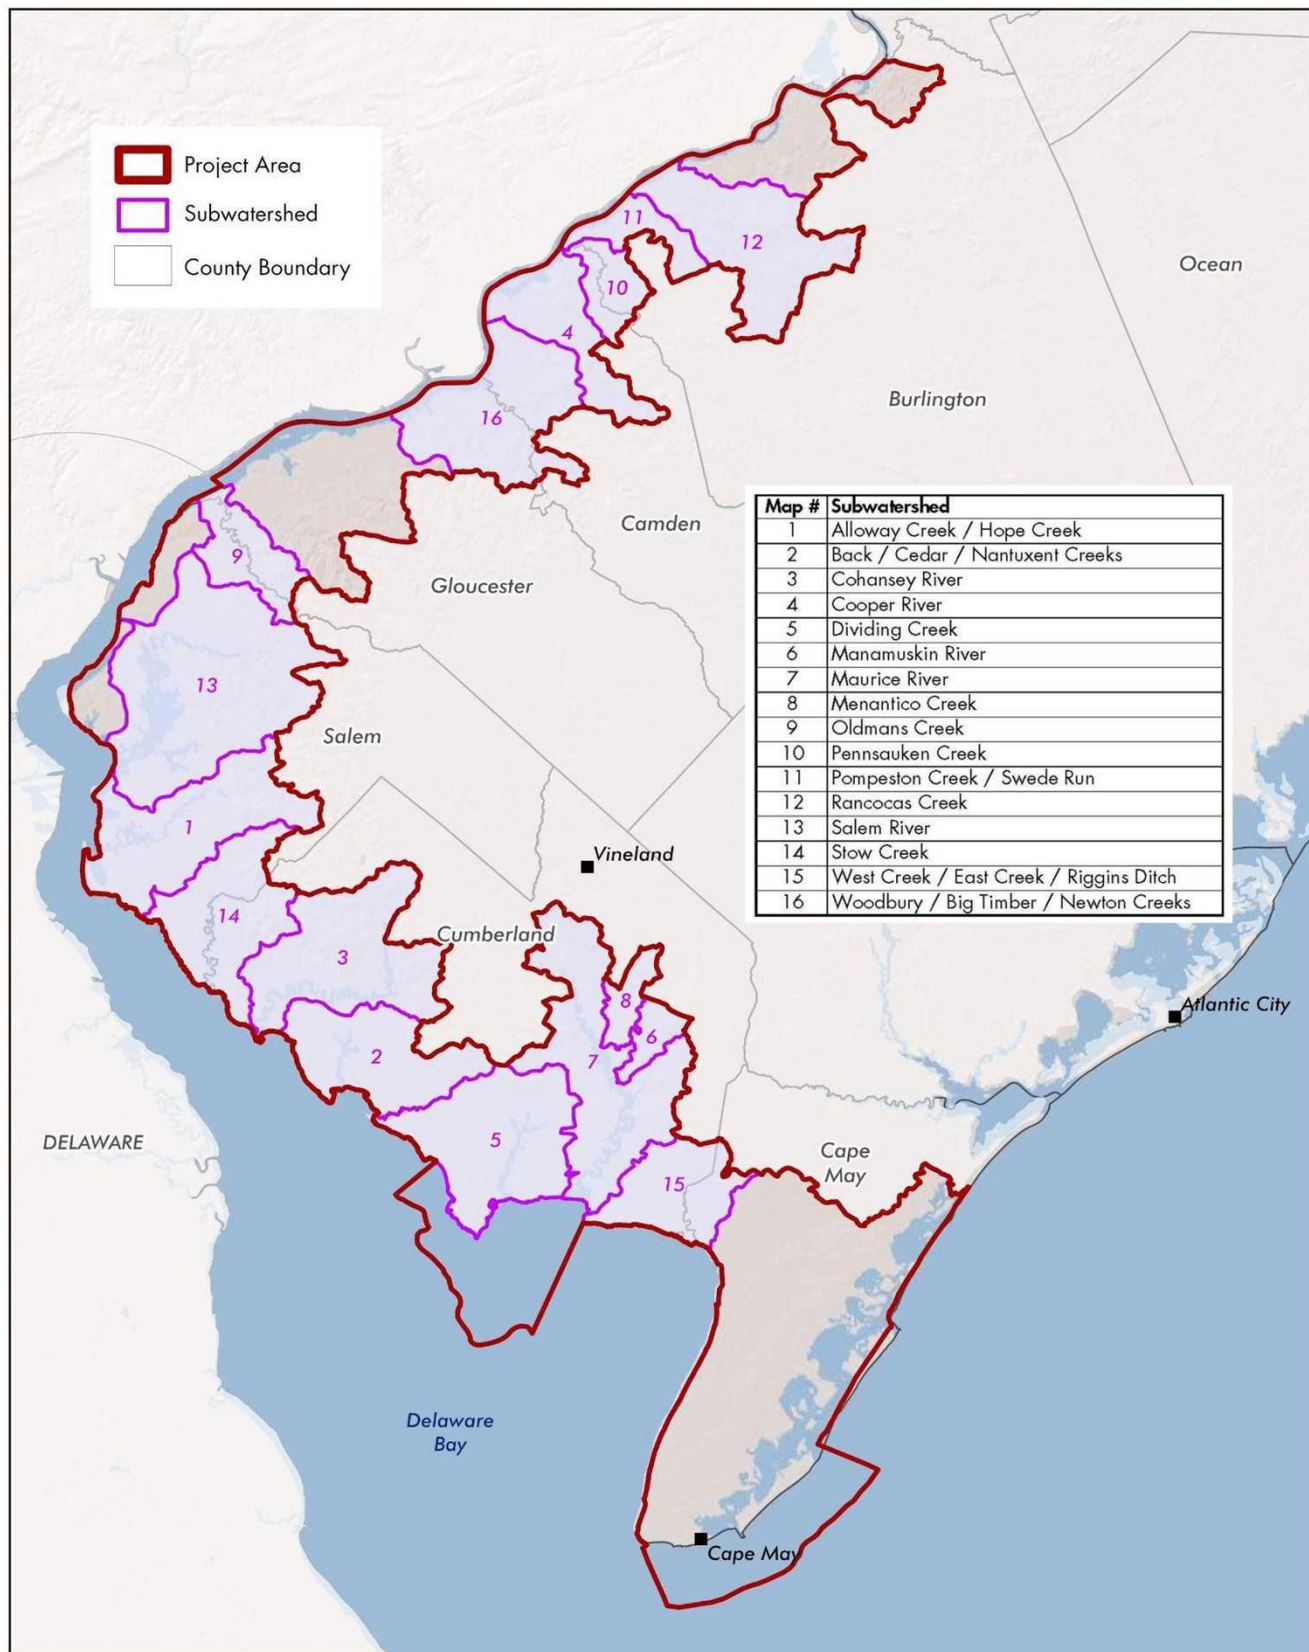 Project Area
Subwatershed
County Boundary
11
12
10
4
16
Ocean
Burlington
Camden
Gloucester
9
13
Salem
1
14
3
Vineland
Cumberland
8
6
7
2
5
15
Cape
May
Atlantic City
DELAWARE
Delaware
Bay
Cape May
Map # Subwatershed
1 Alloway Creek / Hope Creek
2 Back / Cedar / Nantuxent Creeks
3 Cohansey River
4 Cooper River
5 Dividing Creek
6 Manamuskin River
7 Maurice River
8 Menantico Creek
9 Oldmans Creek
10 Pennsauken Creek
11 Pompeston Creek / Swede Run
12 Rancocas Creek
13 Salem River
14 Stow Creek
15 West Creek / East Creek / Riggins Ditch
16 Woodbury / Big Timber / Newton Creeks